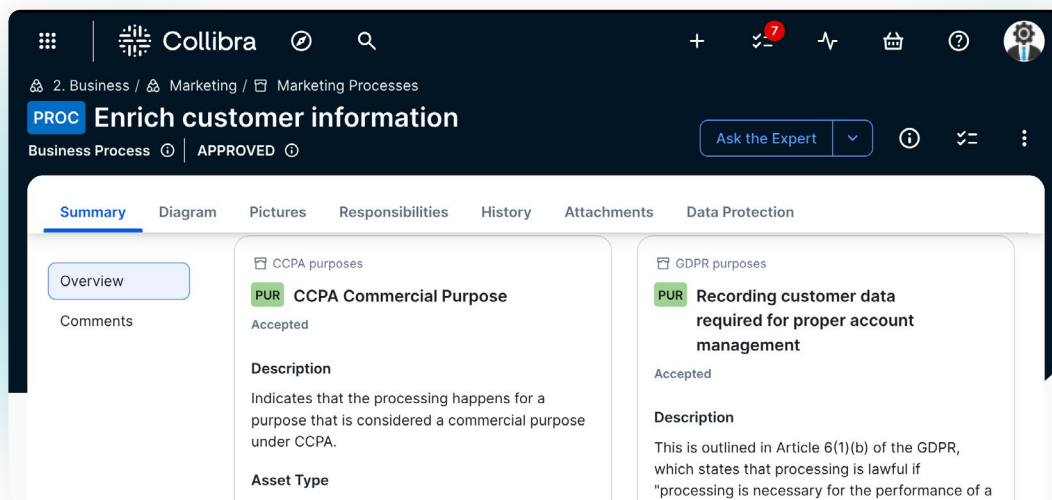 Collibra
7
2. Business / Marketing / Marketing Processes
PROC Enrich customer information
Business Process APPROVED
Ask the Expert
Summary Diagram Pictures Responsibilities History Attachments Data Protection
Overview
Comments
CCPA purposes
PUR CCPA Commercial Purpose
Accepted
Description
Indicates that the processing happens for a
purpose that is considered a commercial purpose
under CCPA.
Asset Type
GDPR purposes
PUR Recording customer data
required for proper account
management
Accepted
Description
This is outlined in Article 6(1)(b) of the GDPR,
which states that processing is lawful if
"processing is necessary for the performance of a